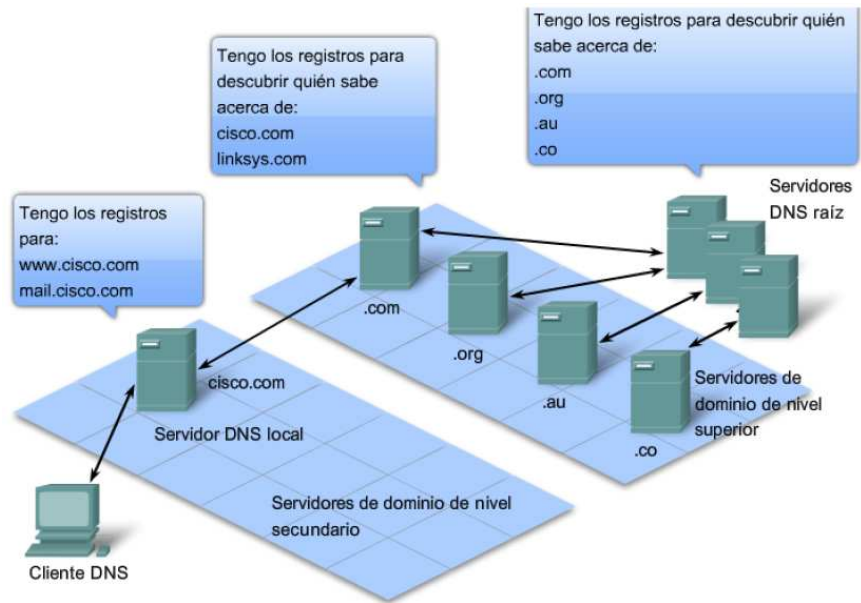 Tengo los registros para descubrir quién
sabe acerca de:
.com
.org
.au
.co
Tengo los registros para
descubrir quién sabe
acerca de:
cisco.com
linksys.com
Tengo los registros
para:
www.cisco.com
mail.cisco.com
Servidores
DNS raíz
.com
.org
.au
.co
Servidores de
dominio de nivel
superior
cisco.com
Servidor DNS local
Servidores de dominio de nivel
secundario
Cliente DNS